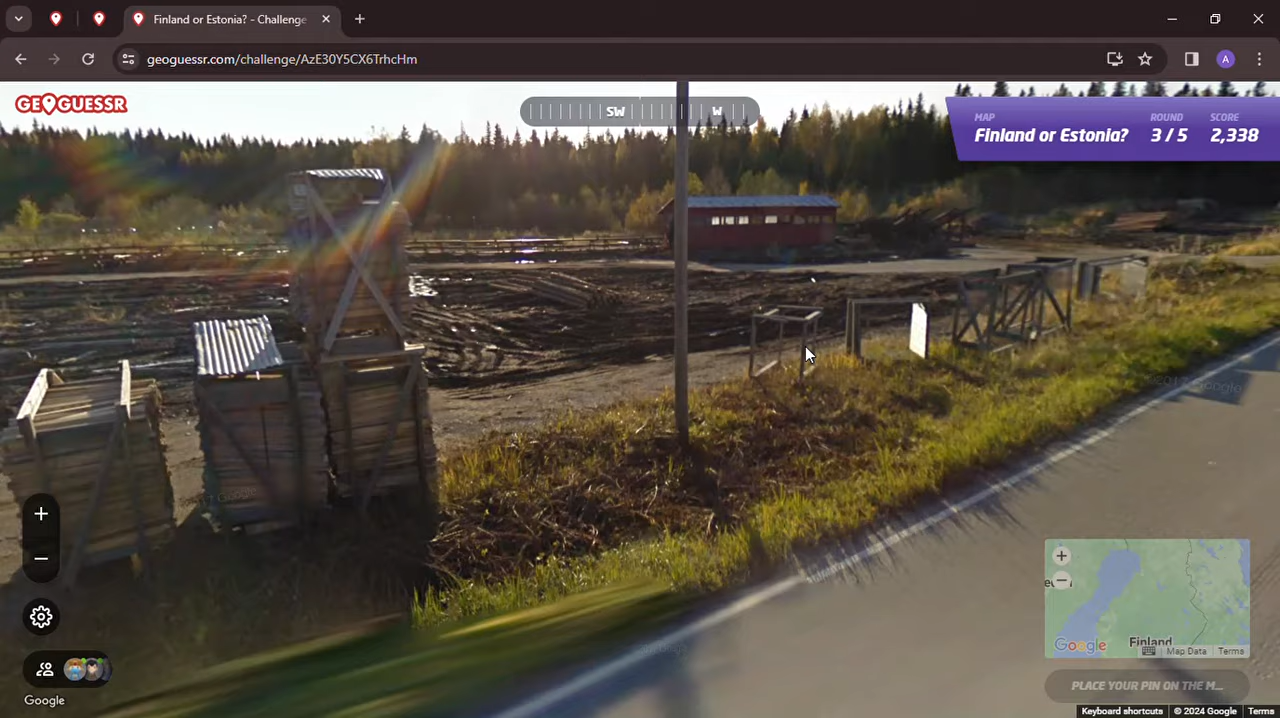 Finland or Estonia? - Challenge
geoguessr.com/challenge/AzE30Y5CX6TrhcHm
A
GEOGUESSR
SW
W
MAP
ROUND
SCORE
Finland or Estonia?
3 / 5
2,338
+
−
+
−
Finland
Google
Map Data
Terms
PLACE YOUR PIN ON THE M...
Google
Keyboard shortcuts
© 2024 Google
Terms